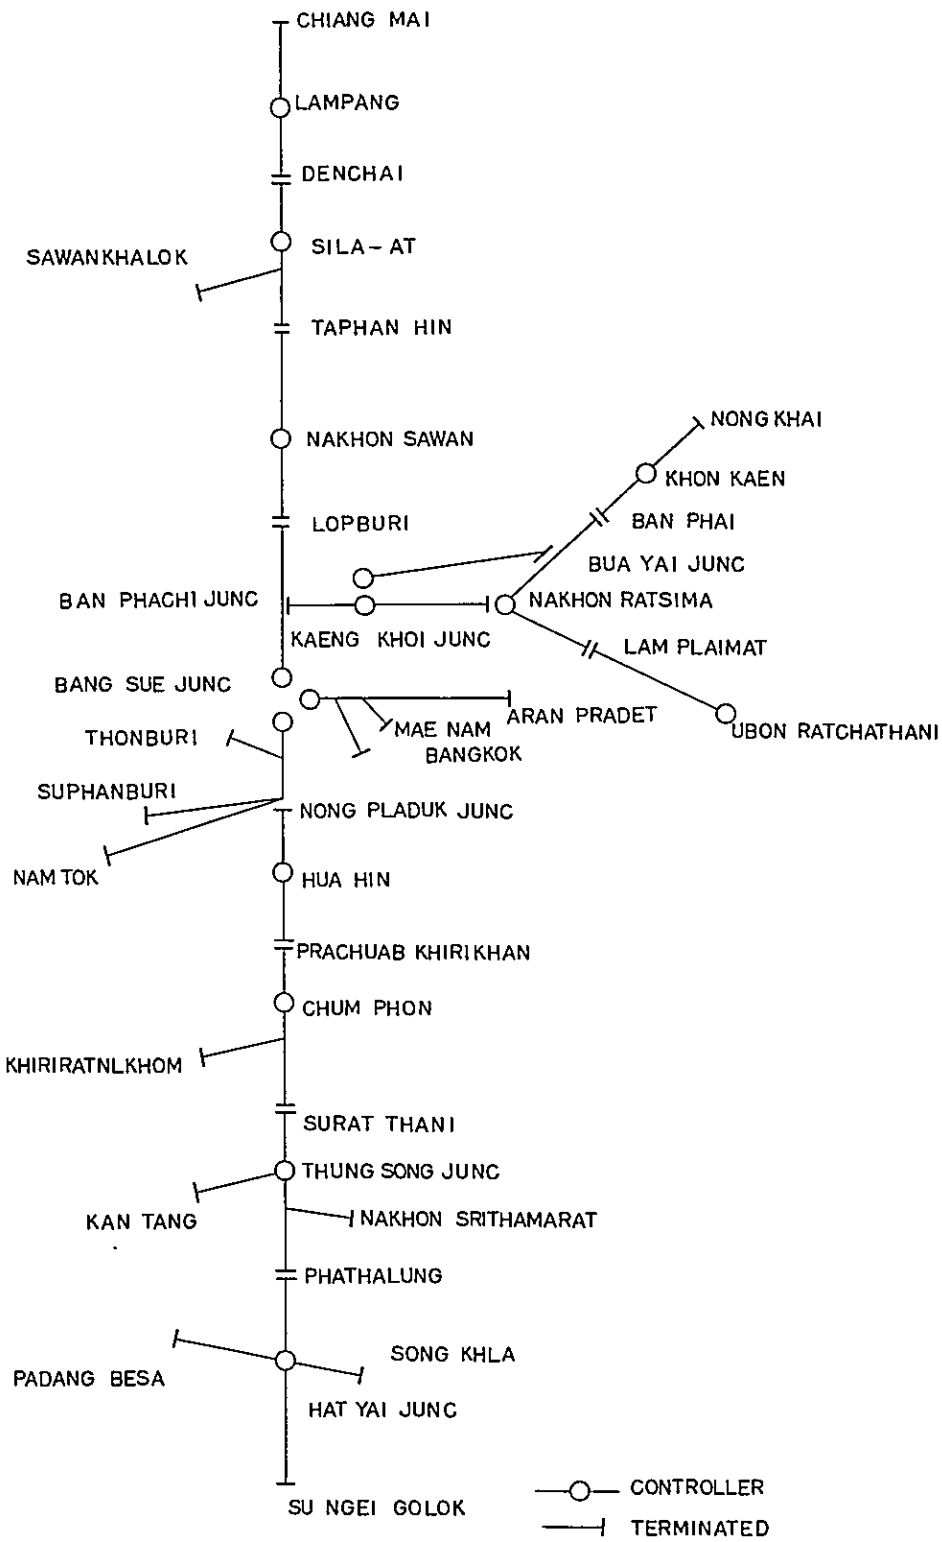 CHIANG MAI
LAMPANG
DENCHAI
SILA-AT
SAWANKHALOK
TAPHAN HIN
NONG KHAI
NAKHON SAWAN
KHON KAEN
LOPBURI
BAN PHAI
BUA YAI JUNC
BAN PHACHI JUNC
NAKHON RATSIMA
KAENG KHOI JUNC
LAM PLAIMAT
BANG SUE JUNC
ARAN PRADET
MAE NAM
UBON RATCHATHANI
THONBURI
BANGKOK
SUPHANBURI
NONG PLADUK JUNC
NAM TOK
HUA HIN
PRACHUAB KHIRIKHAN
CHUM PHON
KHIRIRATNLKHOM
SURAT THANI
THUNG SONG JUNC
KAN TANG
NAKHON SRITHAMARAT
PHATHALUNG
SONG KHLA
PADANG BESA
HAT YAI JUNC
SU NGEI GOLOK
CONTROLLER
TERMINATED